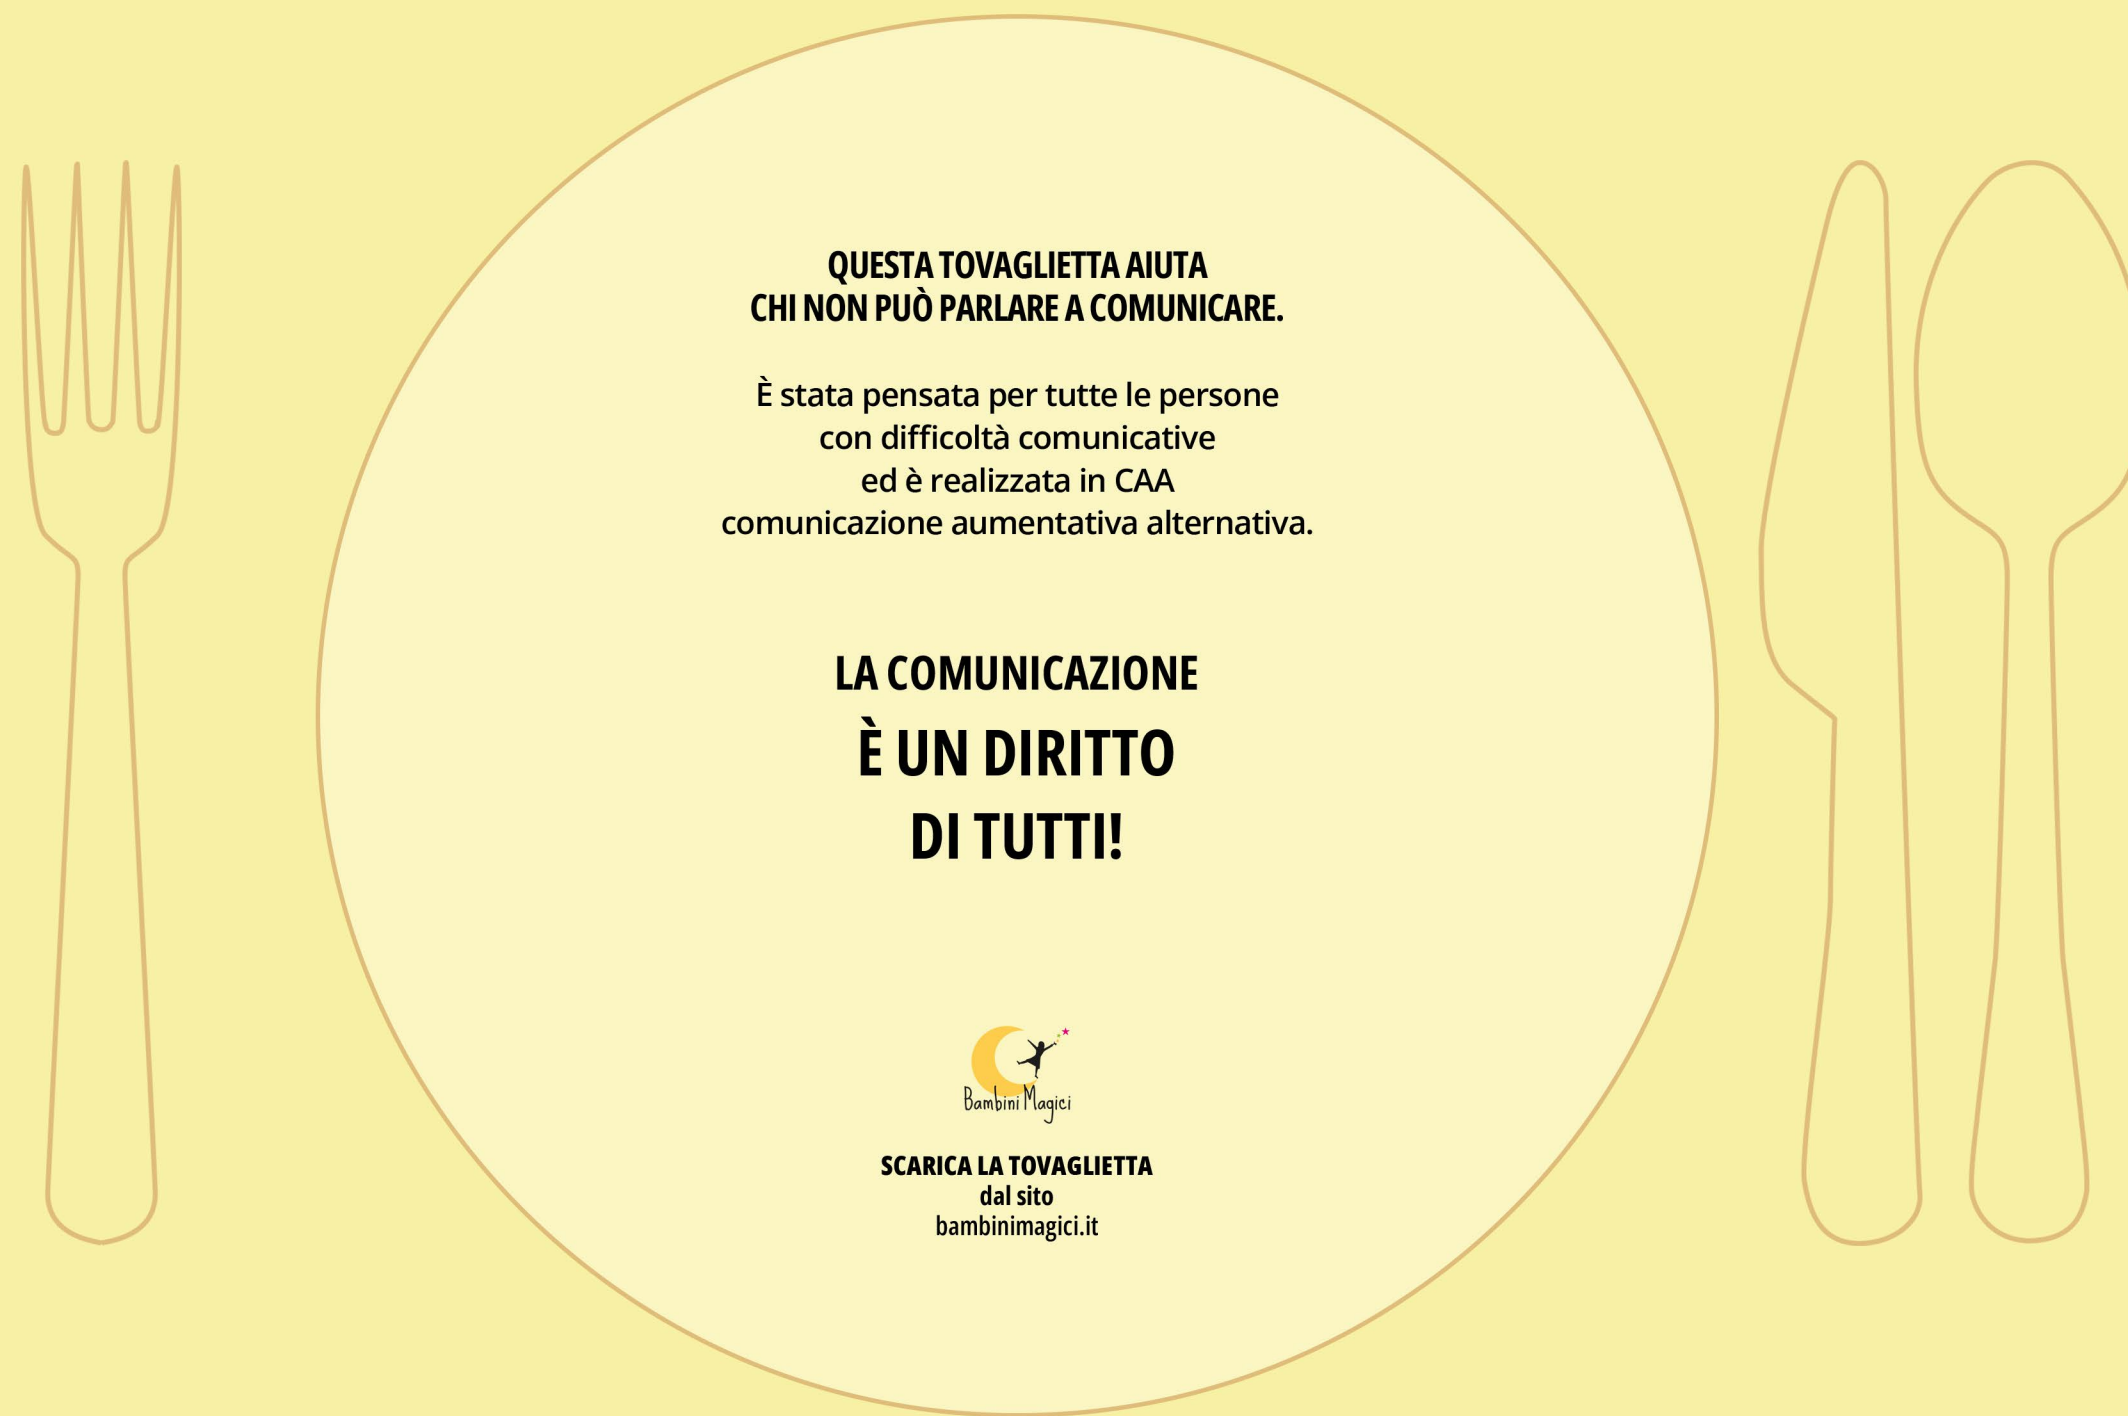 QUESTA TOVAGLIETTA AIUTA
CHI NON PUÒ PARLARE A COMUNICARE.
È stata pensata per tutte le persone
con difficoltà comunicative
ed è realizzata in CAA
comunicazione aumentativa alternativa.
LA COMUNICAZIONE
È UN DIRITTO
DI TUTTI!
Bambini Magici
SCARICA LA TOVAGLIETTA
dal sito
bambinimagici.it